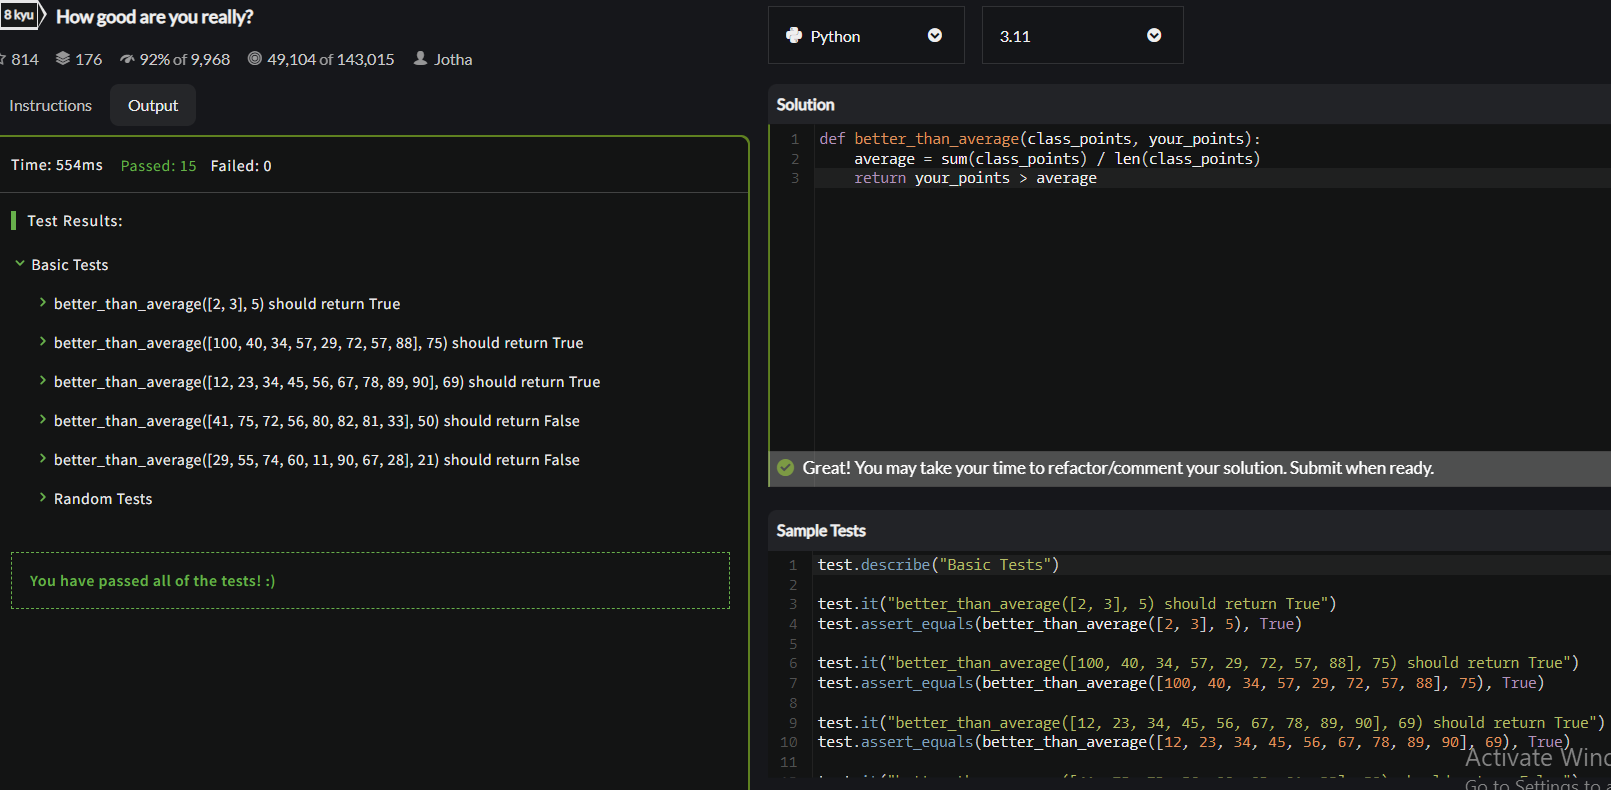 8 kyu How good are you really?
814 176 92% of 9,968 49,104 of 143,015 Jotha
Instructions Output
Time: 554ms Passed: 15 Failed: 0
Test Results:
Basic Tests
better_than_average([2, 3], 5) should return True
better_than_average([100, 40, 34, 57, 29, 72, 57, 88], 75) should return True
better_than_average([12, 23, 34, 45, 56, 67, 78, 89, 90], 69) should return True
better_than_average([41, 75, 72, 56, 80, 82, 81, 33], 50) should return False
better_than_average([29, 55, 74, 60, 11, 90, 67, 28], 21) should return False
Random Tests
You have passed all of the tests! :)
Python 3.11
Solution
1 def better_than_average(class_points, your_points):
2 average = sum(class_points) / len(class_points)
3 return your_points > average
Great! You may take your time to refactor/comment your solution. Submit when ready.
Sample Tests
1 test.describe("Basic Tests")
2
3 test.it("better_than_average([2, 3], 5) should return True")
4 test.assert_equals(better_than_average([2, 3], 5), True)
5
6 test.it("better_than_average([100, 40, 34, 57, 29, 72, 57, 88], 75) should return True")
7 test.assert_equals(better_than_average([100, 40, 34, 57, 29, 72, 57, 88], 75), True)
8
9 test.it("better_than_average([12, 23, 34, 45, 56, 67, 78, 89, 90], 69) should return True")
10 test.assert_equals(better_than_average([12, 23, 34, 45, 56, 67, 78, 89, 90], 69), True)
11
Activate Wind
Go to Settings to a